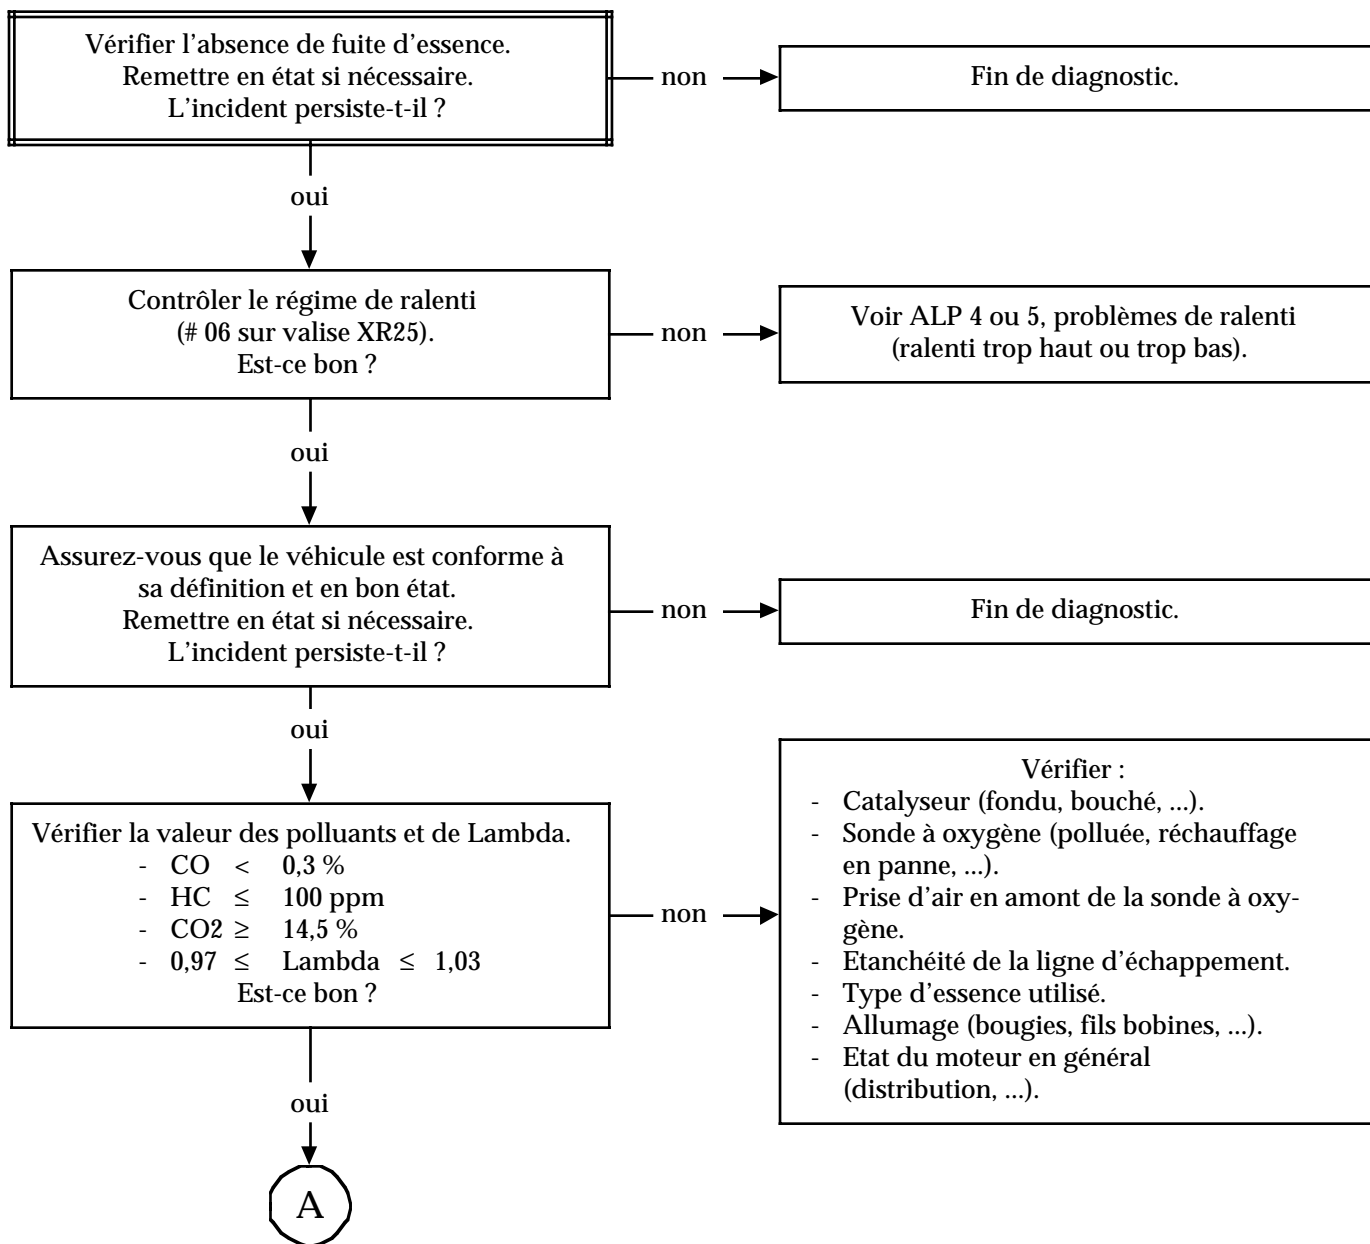 Vérifier l'absence de fuite d'essence.
Remettre en état si nécessaire.
L'incident persiste-t-il ?
non
Fin de diagnostic.
oui
Contrôler le régime de ralenti
(# 06 sur valise XR25).
Est-ce bon ?
non
Voir ALP 4 ou 5, problèmes de ralenti
(ralenti trop haut ou trop bas).
oui
Assurez-vous que le véhicule est conforme à
sa définition et en bon état.
Remettre en état si nécessaire.
L'incident persiste-t-il ?
non
Fin de diagnostic.
oui
Vérifier la valeur des polluants et de Lambda.
- CO < 0,3 %
- HC ≤ 100 ppm
- CO2 ≥ 14,5 %
- 0,97 ≤ Lambda ≤ 1,03
Est-ce bon ?
non
Vérifier :
- Catalyseur (fondu, bouché, ...).
- Sonde à oxygène (polluée, réchauffage
en panne, ...).
- Prise d'air en amont de la sonde à oxy-
gène.
- Etanchéité de la ligne d'échappement.
- Type d'essence utilisé.
- Allumage (bougies, fils bobines, ...).
- Etat du moteur en général
(distribution, ...).
oui
A